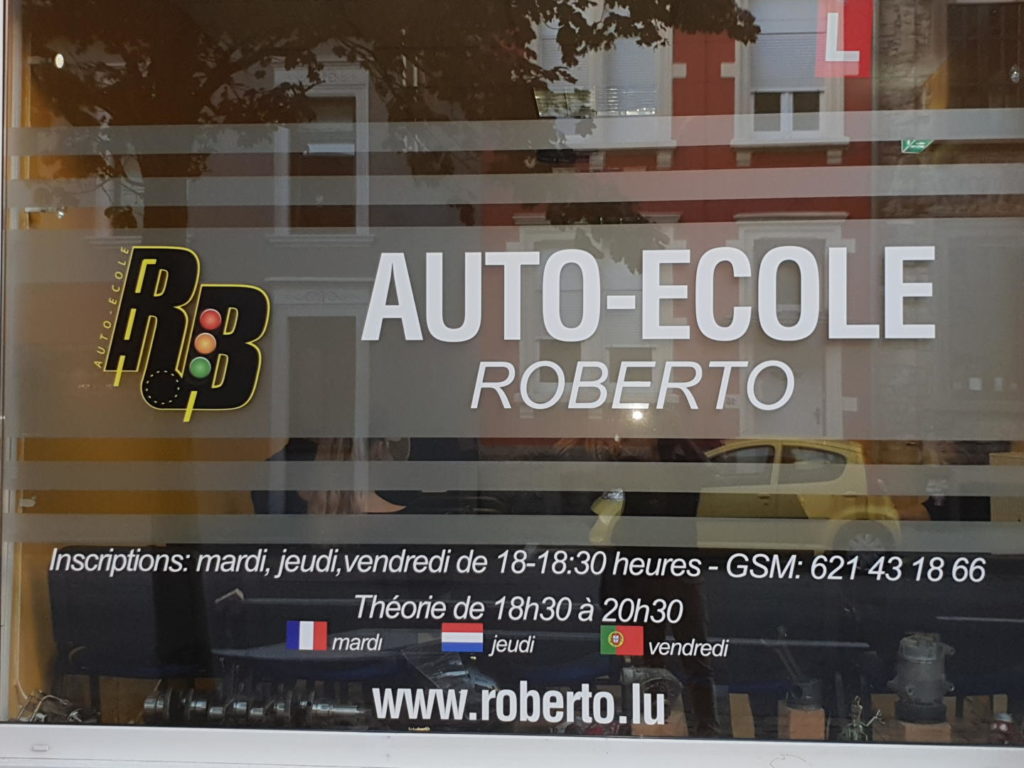 L
AUTO-ÉCOLE
RB
AUTO-ECOLE
ROBERTO
Inscriptions: mardi, jeudi,vendredi de 18-18:30 heures - GSM: 621 43 18 66
Théorie de 18h30 à 20h30
mardi jeudi vendredi
www.roberto.lu